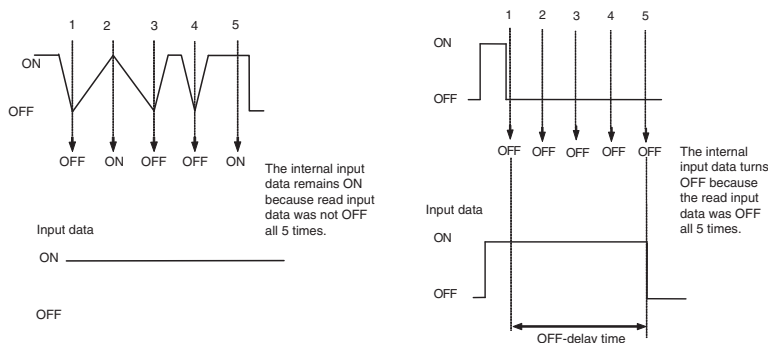 1 2 3 4 5
ON
OFF
OFF ON OFF OFF ON
The internal input
data remains ON
because read input
data was not OFF
all 5 times.
Input data
ON
OFF
1 2 3 4 5
ON
OFF
OFF OFF OFF OFF OFF
The internal
input data turns
OFF because
the read input
data was OFF
all 5 times.
Input data
ON
OFF
OFF-delay time